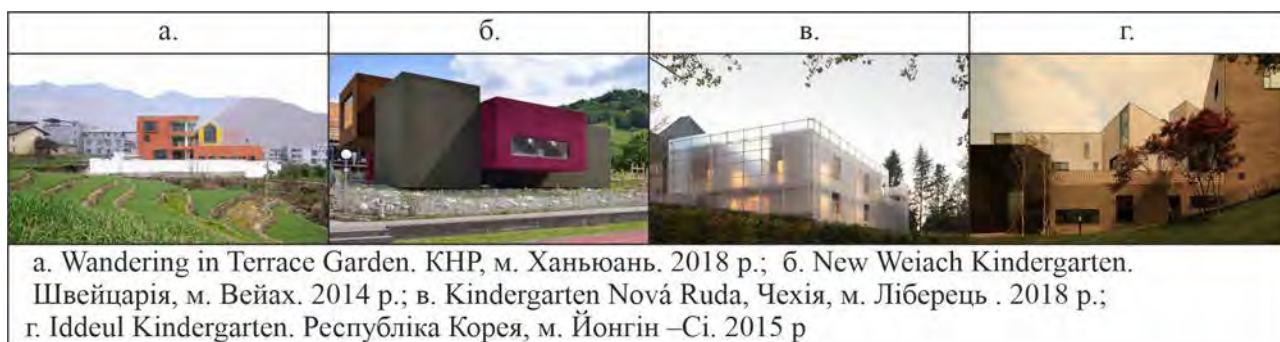 а. б. в. г.
а. Wandering in Terrace Garden. КНР, м. Ханьюань. 2018 р.; б. New Weiach Kindergarten.
Швейцарія, м. Вейах. 2014 р.; в. Kindergarten Nová Ruda, Чехія, м. Ліберець . 2018 р.;
г. Iddeul Kindergarten. Республіка Корея, м. Йонгін –Сі. 2015 р